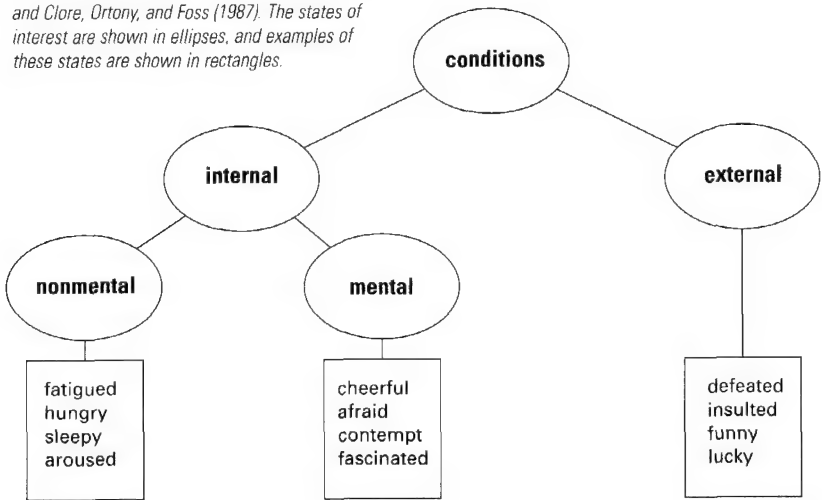 and Clore, Ortony, and Foss (1987). The states of
interest are shown in ellipses, and examples of
these states are shown in rectangles.
conditions
internal
external
nonmental
mental
fatigued
hungry
sleepy
aroused
cheerful
afraid
contempt
fascinated
defeated
insulted
funny
lucky